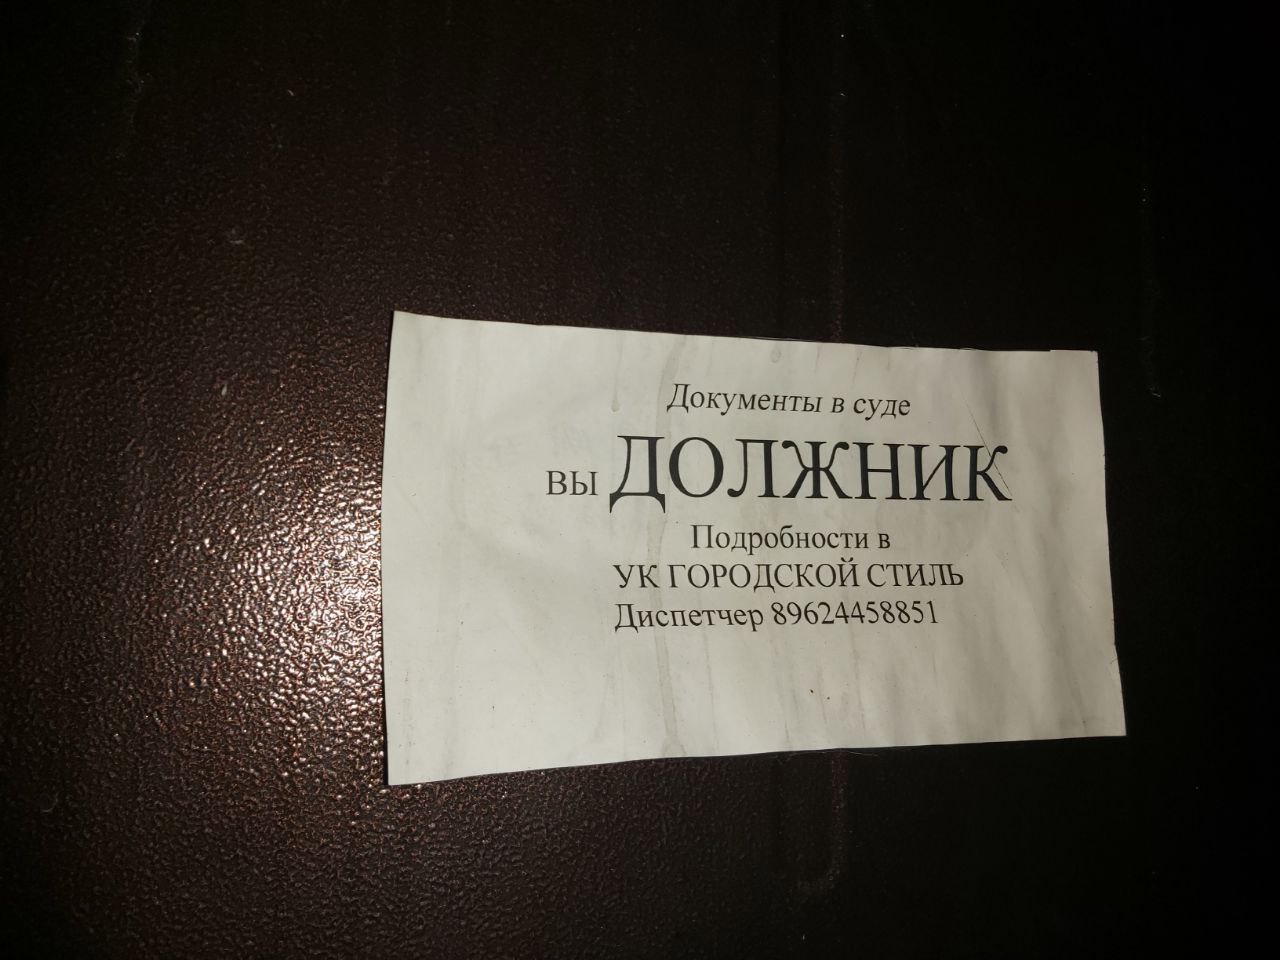 Документы в суде
ВЫ ДОЛЖНИК
Подробности в
УК ГОРОДСКОЙ СТИЛЬ
Диспетчер 89624458851